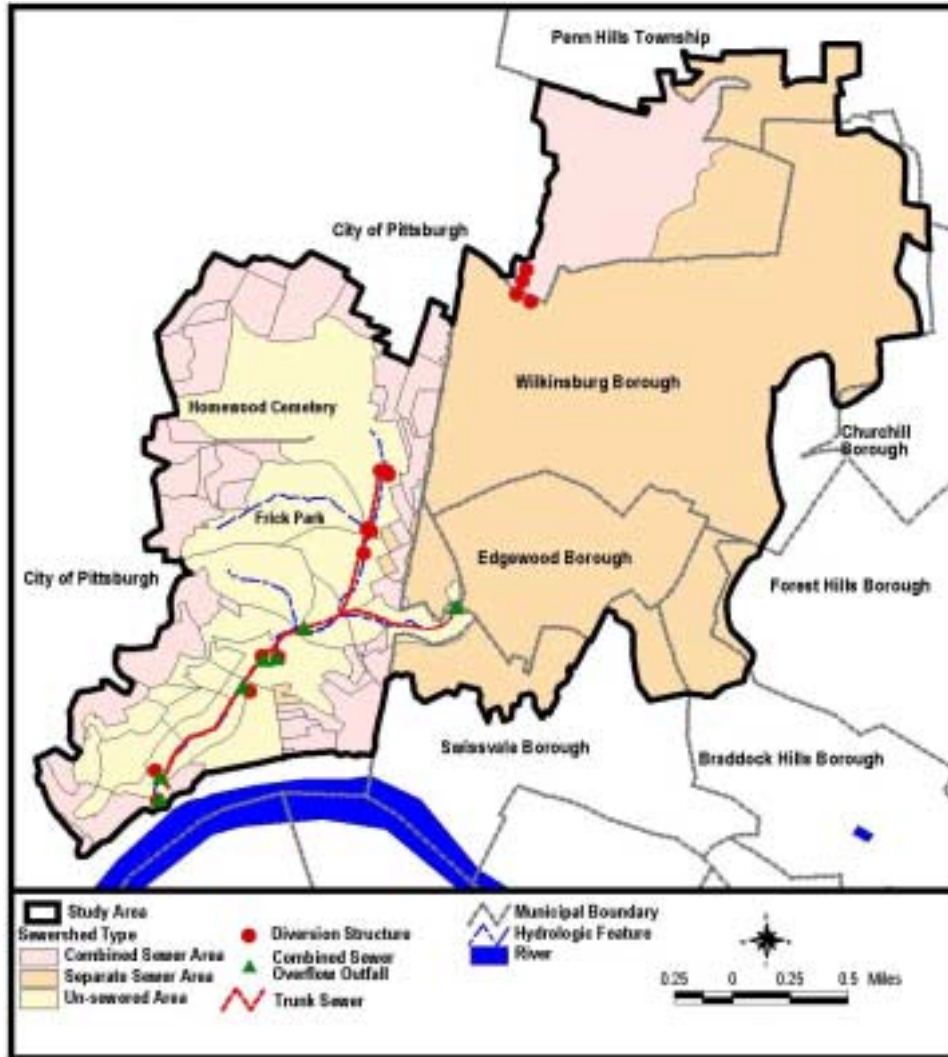 Penn Hills Township
City of Pittsburgh
Wilkinsburg Borough
Homewood Cemetery
Churchill
Borough
Frick Park
Edgewood Borough
City of Pittsburgh
Forest Hills Borough
Swissvale Borough
Braddock Hills Borough
Study Area
Sewershed Type
Combined Sewer Area
Separate Sewer Area
Un-sewered Area
Diversion Structure
Combined Sewer
Overflow Outfall
Trunk Sewer
Municipal Boundary
Hydrologic Feature
River
0.25 0 0.25 0.5 Miles